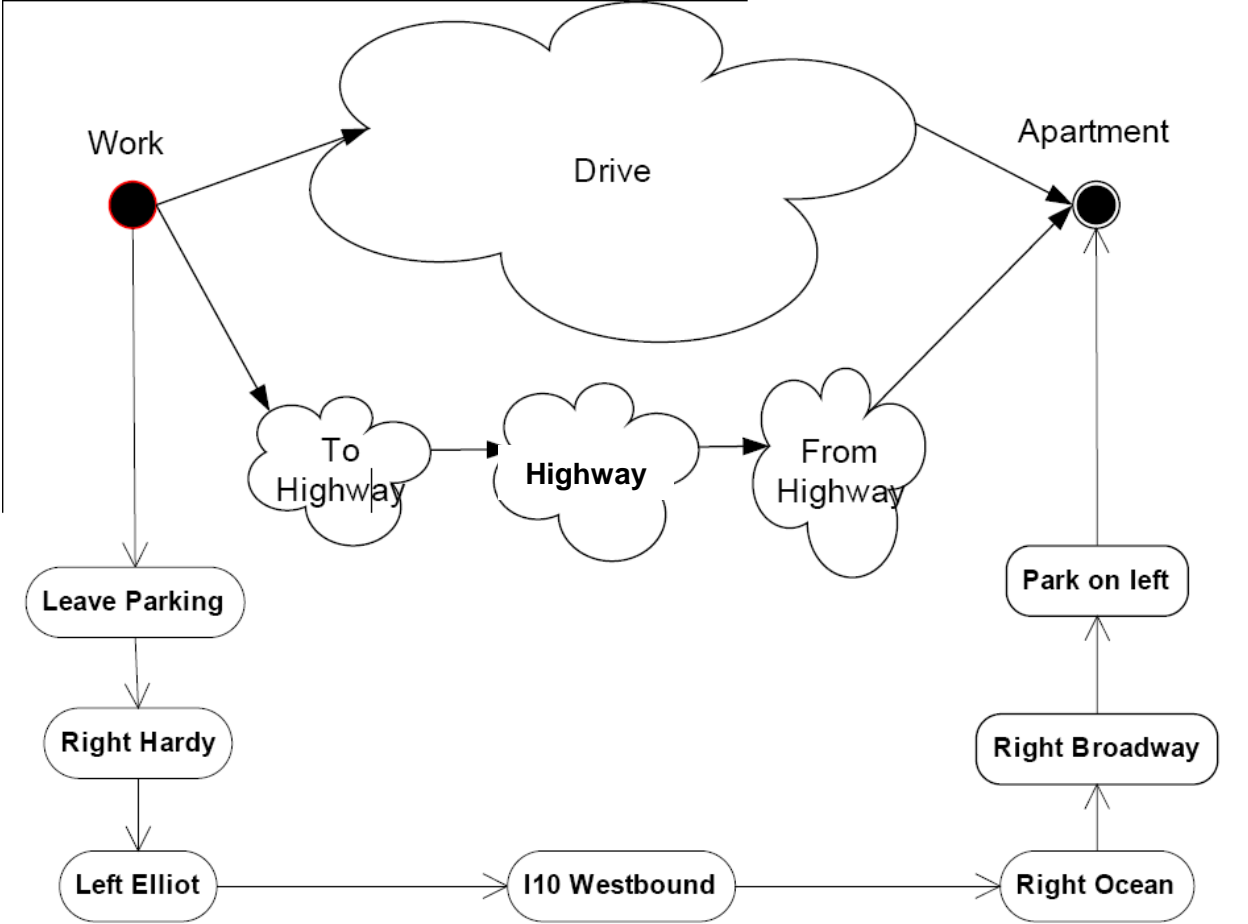 Work
Drive
Apartment
To
Highway
Highway
From
Highway
Leave Parking
Park on left
Right Hardy
Right Broadway
Left Elliot
I10 Westbound
Right Ocean